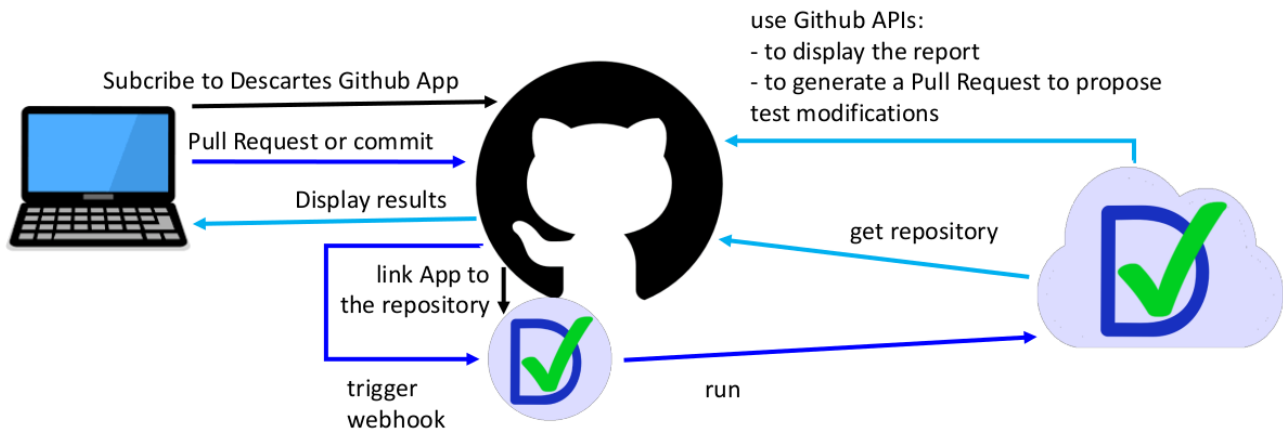 use Github APIs:
- to display the report
- to generate a Pull Request to propose
test modifications
Subcribe to Descartes Github App
Pull Request or commit
Display results
get repository
link App to
the repository
trigger
webhook
run